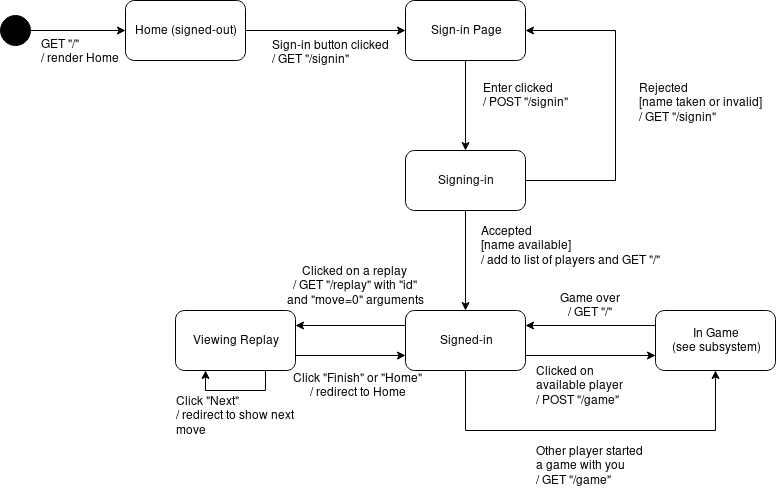 Home (signed-out)
Sign-in Page
GET "/"
/ render Home
Sign-in button clicked
/ GET "/signin"
Enter clicked
/ POST "/signin"
Rejected
[name taken or invalid]
/ GET "/signin"
Signing-in
Accepted
[name available]
/ add to list of players and GET "/"
Clicked on a replay
/ GET "/replay" with "id"
and "move=0" arguments
Game over
/ GET "/"
Viewing Replay
Signed-in
In Game
(see subsystem)
Click "Finish" or "Home"
/ redirect to Home
Clicked on
available player
/ POST "/game"
Click "Next"
/ redirect to show next
move
Other player started
a game with you
/ GET "/game"